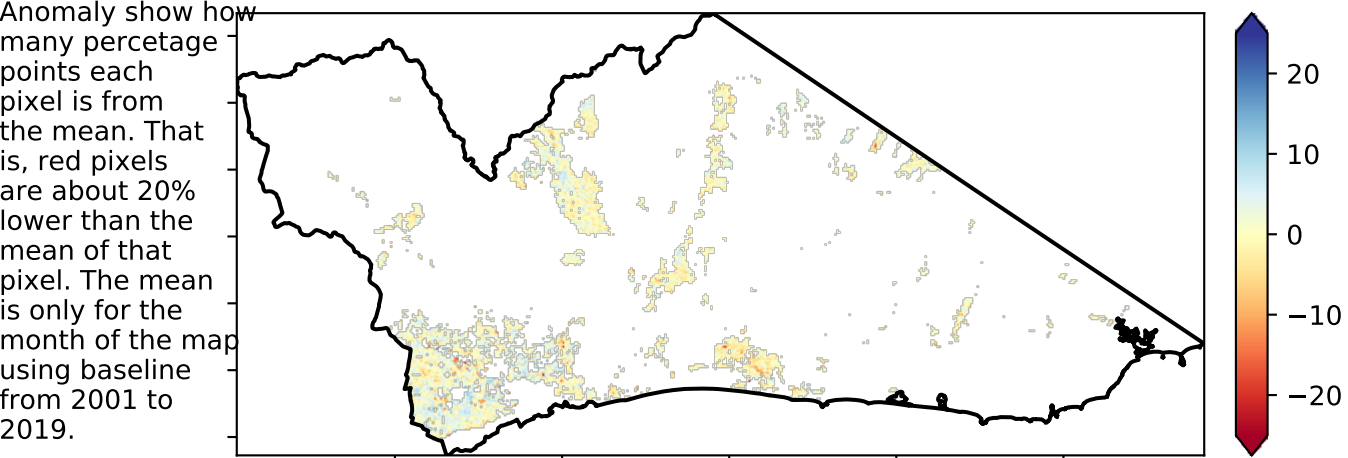 Anomaly show how
many percetage
points each
pixel is from
the mean. That
is, red pixels
are about 20%
lower than the
mean of that
pixel. The mean
is only for the
month of the map
using baseline
from 2001 to
2019.
20
10
0
−10
−20